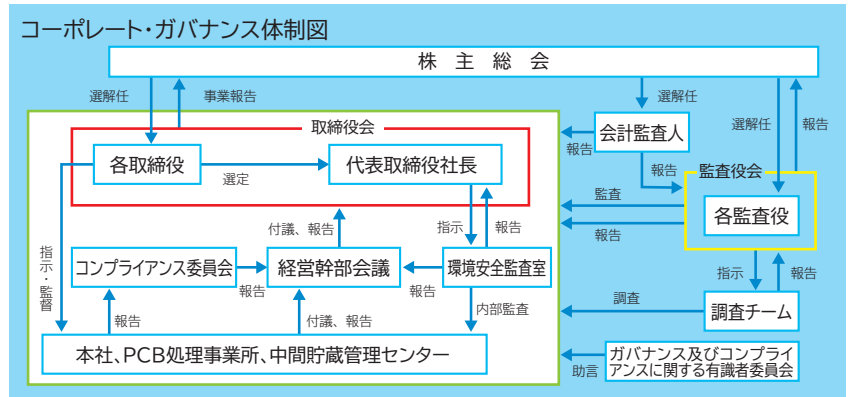 コーポレート・ガバナンス体制図
株主総会
選解任
事業報告
選解任
選解任
報告
取締役会
会計監査人
報告
各取締役
選定
代表取締役社長
報告
監査役会
監査
各監査役
報告
付議、報告
指示
報告
指示・監督
コンプライアンス委員会
報告
経営幹部会議
報告
環境安全監査室
指示
報告
調査
調査チーム
報告
付議、報告
内部監査
本社、PCB処理事業所、中間貯蔵管理センター
助言
ガバナンス及びコンプライ
アンスに関する有識者委員会